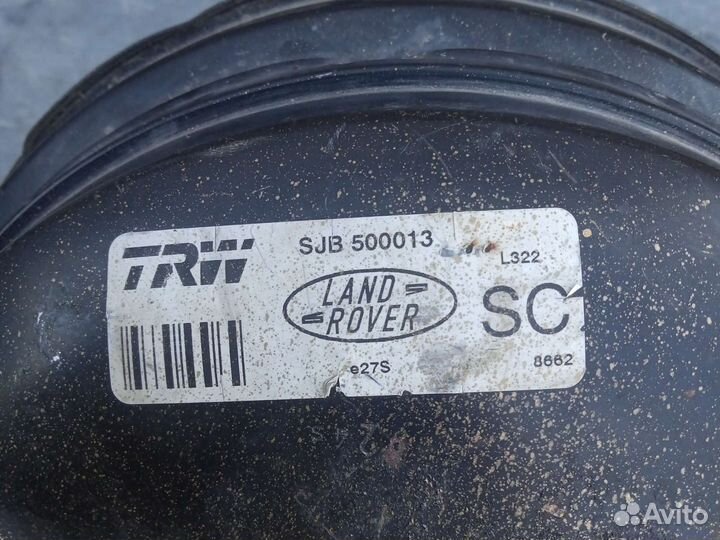 TRW
SJB 500013
L322
LAND
ROVER
SC
e27S
8662
Avito